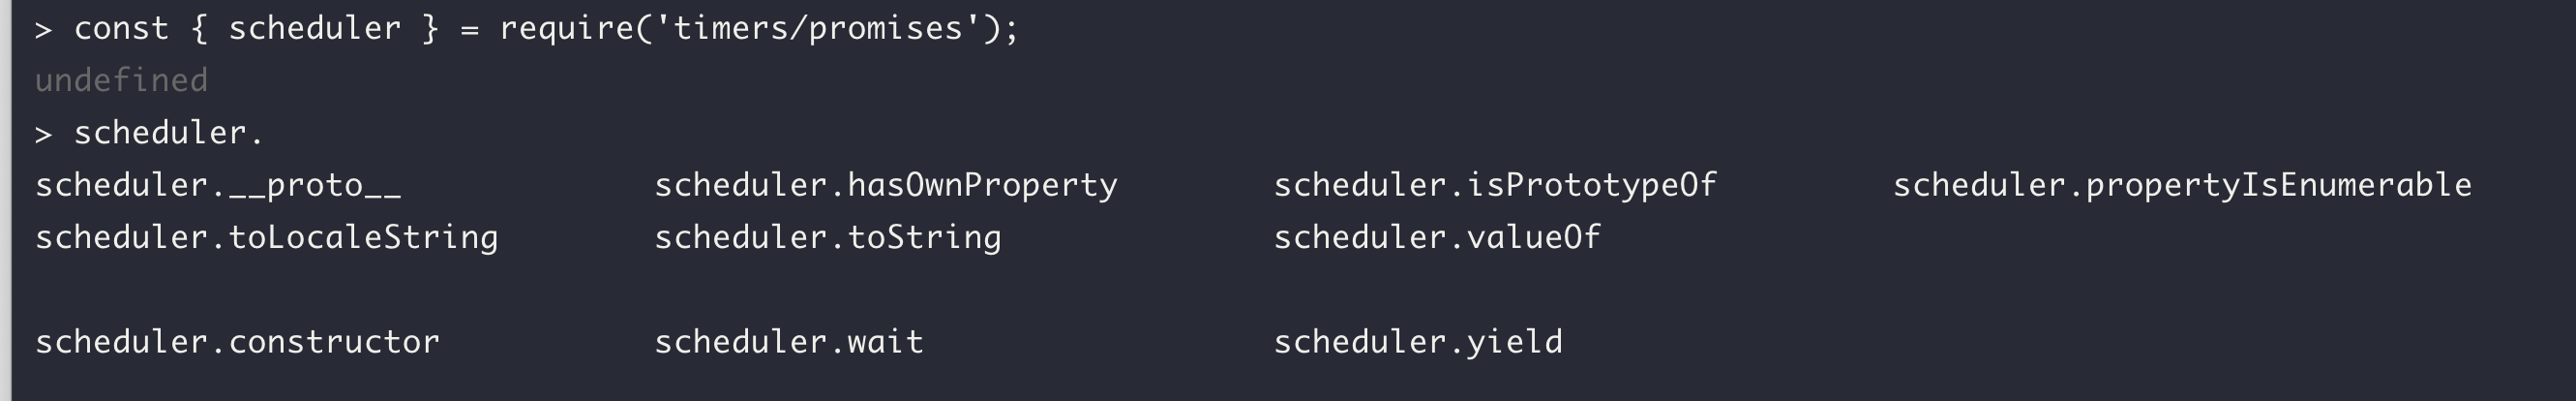 > const { scheduler } = require('timers/promises');
undefined
> scheduler.
scheduler.__proto__ scheduler.hasOwnProperty scheduler.isPrototypeOf scheduler.propertyIsEnumerable
scheduler.toLocaleString scheduler.toString scheduler.valueOf
scheduler.constructor scheduler.wait scheduler.yield